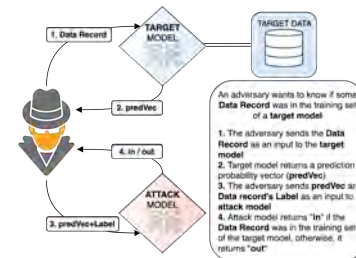 1. Data Record
TARGET
MODEL
TARGET DATA
2. predVec
4. In / out
ATTACK
MODEL
3. predVec+Label
An adversary wants to know if some
Data Record was in the training set
of a target model
1. The adversary sends the Data
Record as an input to the target
model
2. Target model returns a prediction
probability vector (predVec)
3. The adversary sends predVec an
Data record's Label as an input to
attack model
4. Attack model returns "in" if the
Data Record was in the training set
of the target model, otherwise, it
returns "out"